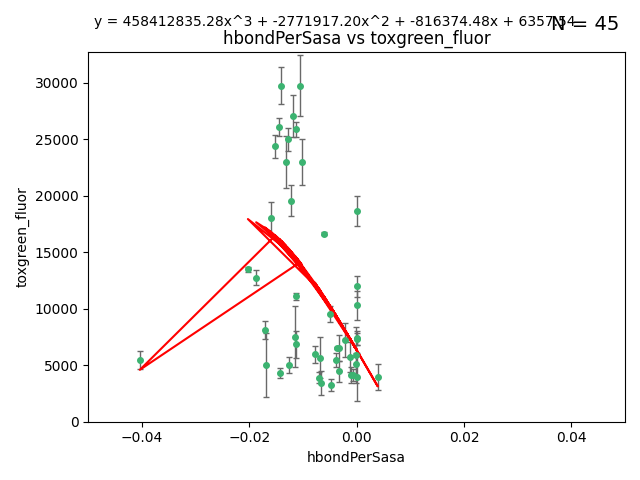 y = 458412835.28x^3 + -2771917.20x^2 + -816374.48x + 6357.54
N = 45
hbondPerSasa vs toxgreen_fluor
30000
25000
20000
15000
10000
5000
0
toxgreen_fluor
−0.04 −0.02 0.00 0.02 0.04
hbondPerSasa